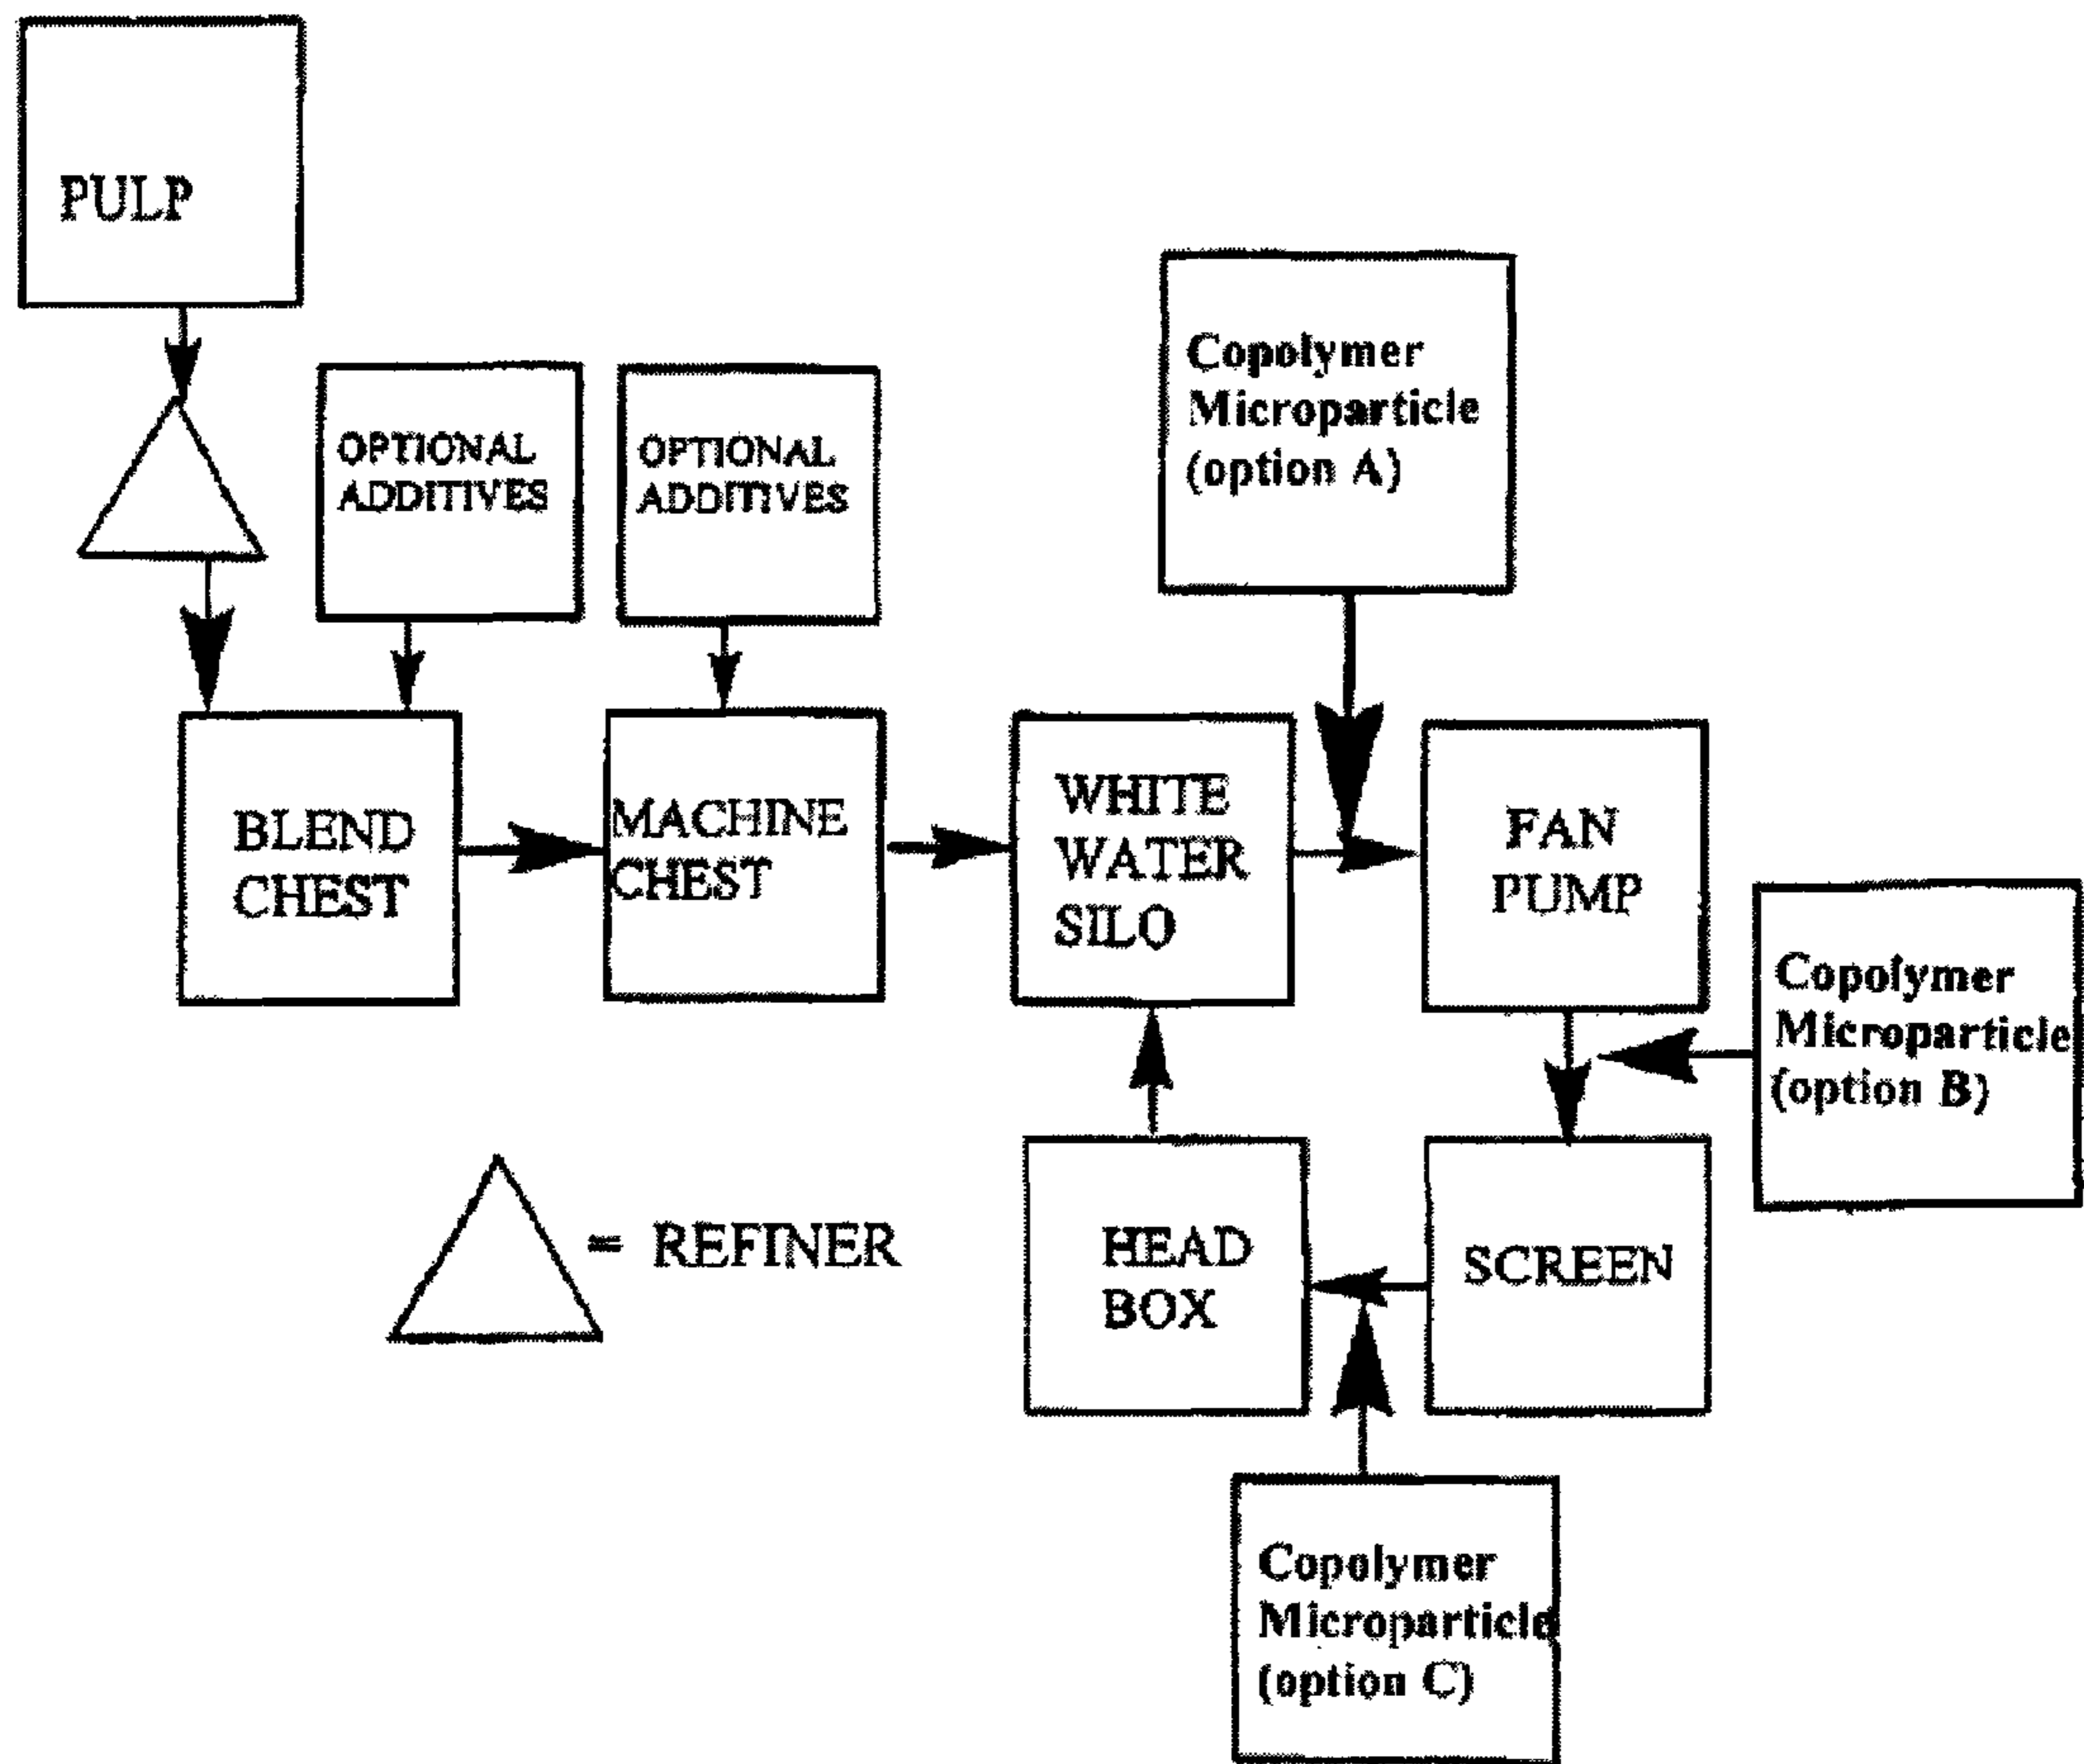 PULP
OPTIONAL
ADDITIVES
OPTIONAL
ADDITIVES
Copolymer
Microparticle
(option A)
BLEND
CHEST
MACHINE
CHEST
WHITE
WATER
SILO
FAN
PUMP
Copolymer
Microparticle
(option B)
= REFINER
HEAD
BOX
SCREEN
Copolymer
Microparticle
(option C)